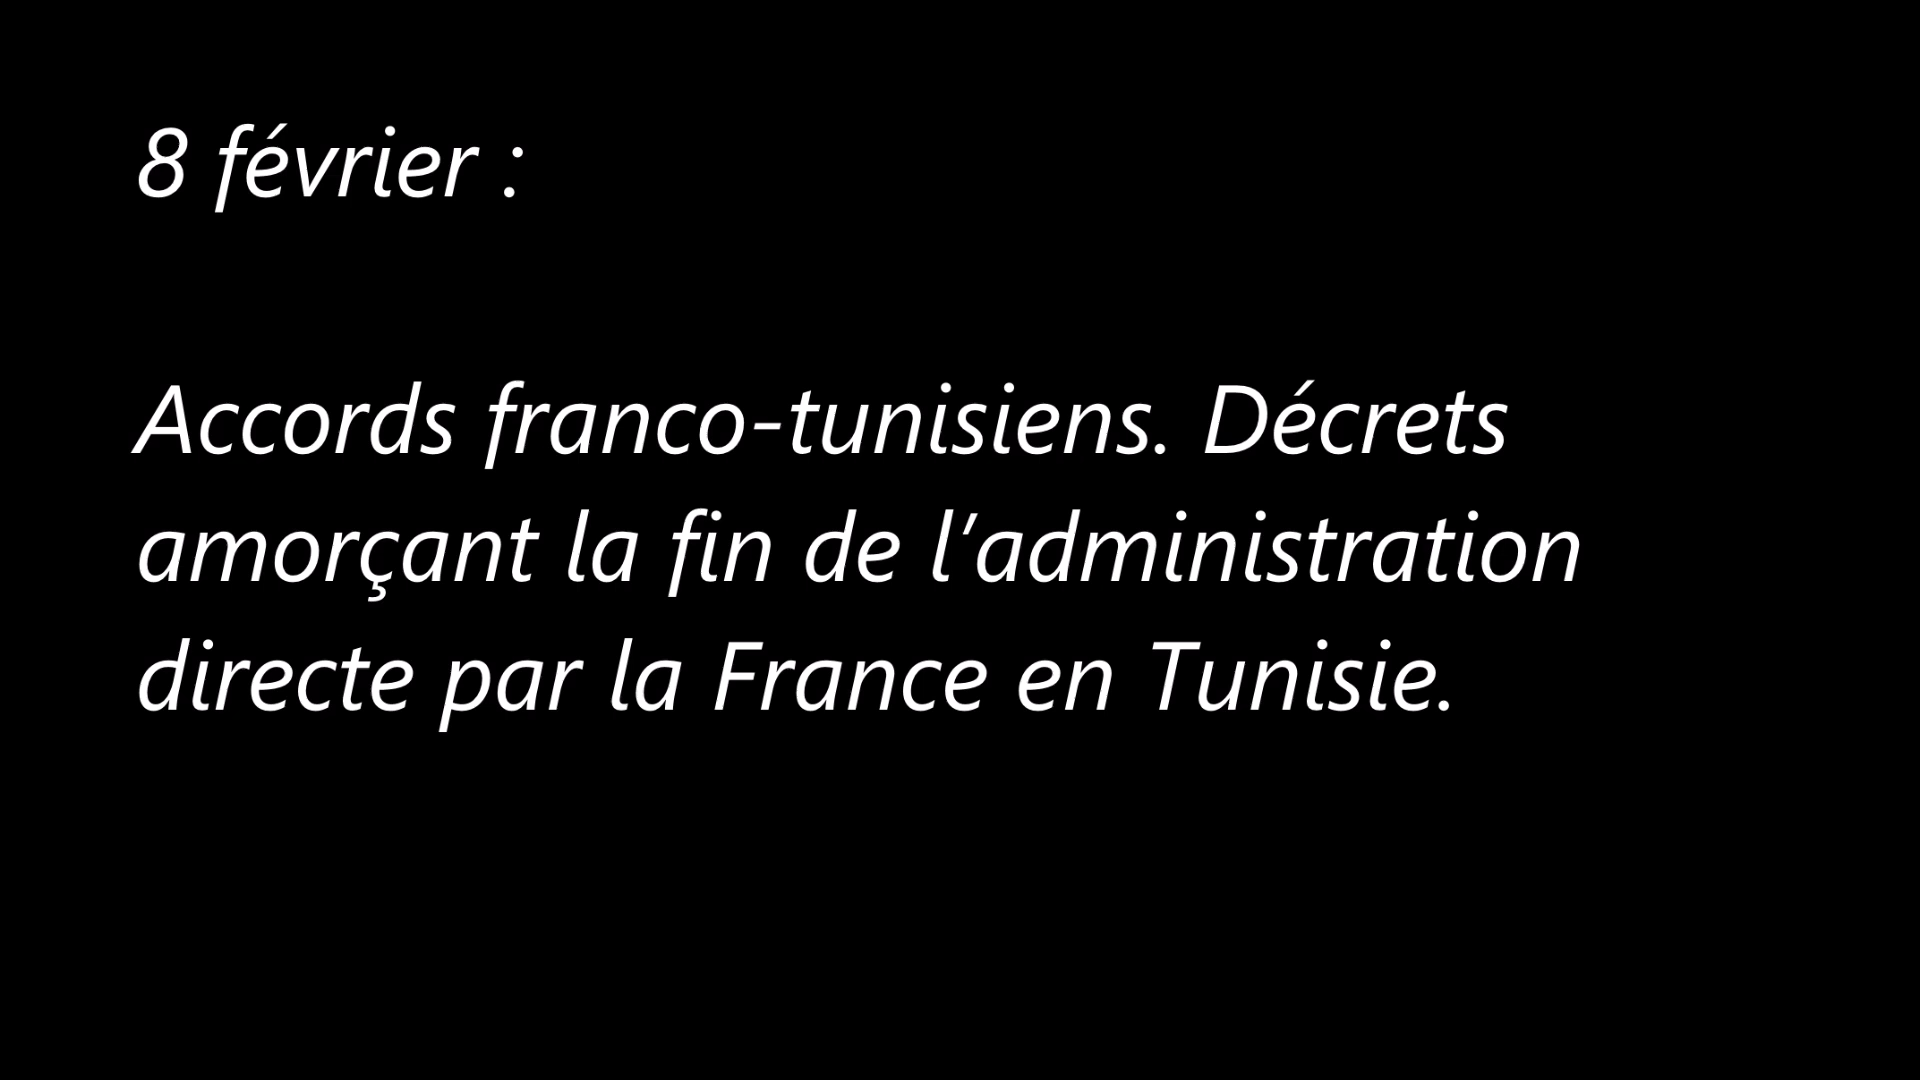 8 février :
Accords franco-tunisiens. Décrets
amorçant la fin de l’administration
directe par la France en Tunisie.